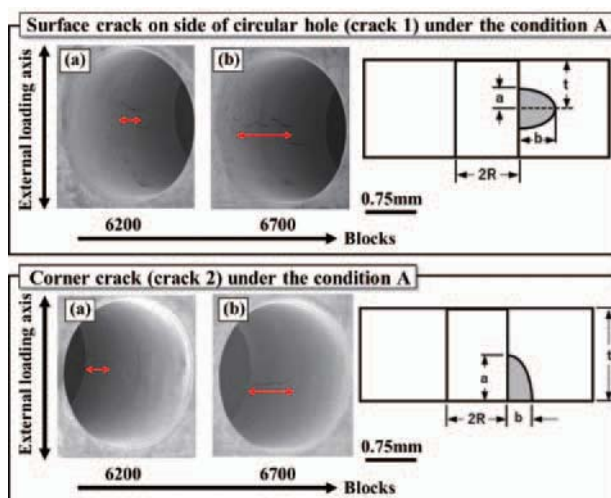 Surface crack on side of circular hole (crack 1) under the condition A
External loading axis
(a)
(b)
a
t
b
2R
0.75mm
6200
6700
Blocks
Corner crack (crack 2) under the condition A
External loading axis
(a)
(b)
a
2R
b
0.75mm
6200
6700
Blocks